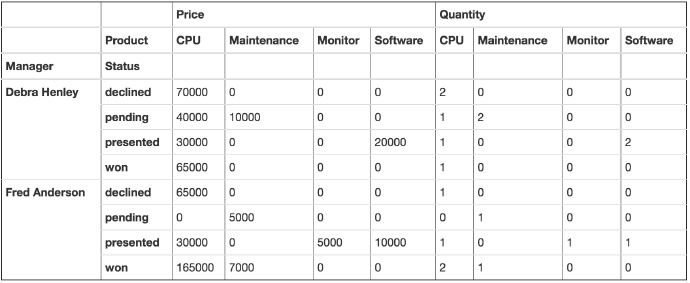 Price Quantity
Product CPU Maintenance Monitor Software CPU Maintenance Monitor Software
Manager Status
Debra Henley declined 70000 0 0 0 2 0 0 0
pending 40000 10000 0 0 1 2 0 0
presented 30000 0 0 20000 1 0 0 2
won 65000 0 0 0 1 0 0 0
Fred Anderson declined 65000 0 0 0 1 0 0 0
pending 0 5000 0 0 0 1 0 0
presented 30000 0 5000 10000 1 0 1 1
won 165000 7000 0 0 2 1 0 0